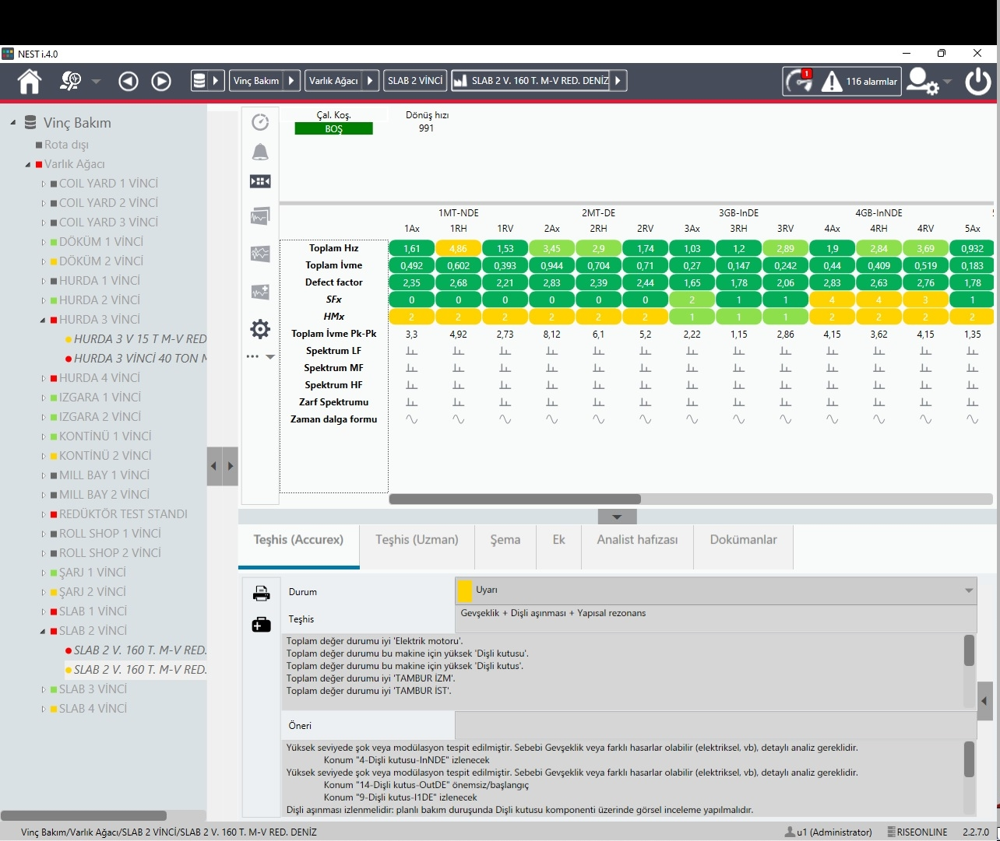 NEST i.4.0
Vinç Bakım
Varlık Ağacı
SLAB 2 VİNCİ
SLAB 2 V. 160 T. M-V RED. DENİZ
1
116 alarmlar
Vinç Bakım
Rota dışı
Varlık Ağacı
COIL YARD 1 VİNCİ
COIL YARD 2 VİNCİ
COIL YARD 3 VİNCİ
DÖKÜM 1 VİNCİ
DÖKÜM 2 VİNCİ
HURDA 1 VİNCİ
HURDA 2 VİNCİ
HURDA 3 VİNCİ
HURDA 3 V 15 T M-V RED
HURDA 3 VİNCİ 40 TON M
HURDA 4 VİNCİ
IZGARA 1 VİNCİ
IZGARA 2 VİNCİ
KONTİNÜ 1 VİNCİ
KONTİNÜ 2 VİNCİ
MILL BAY 1 VİNCİ
MILL BAY 2 VİNCİ
REDÜKTÖR TEST STANDI
ROLL SHOP 1 VİNCİ
ROLL SHOP 2 VİNCİ
ŞARJ 1 VİNCİ
ŞARJ 2 VİNCİ
SLAB 1 VİNCİ
SLAB 2 VİNCİ
SLAB 2 V. 160 T. M-V RED.
SLAB 2 V. 160 T. M-V RED.
SLAB 3 VİNCİ
SLAB 4 VİNCİ
Çal. Koş. Dönüş hızı
BOŞ 991
1MT-NDE 2MT-DE 3GB-InDE 4GB-InNDE
1Ax 1RH 1RV 2Ax 2RH 2RV 3Ax 3RH 3RV 4Ax 4RH 4RV 5Ax
Toplam Hız 1,61 4,86 1,53 3,45 2,9 1,74 1,03 1,2 2,89 1,9 2,84 3,69 0,932
Toplam İvme 0,492 0,602 0,393 0,944 0,704 0,71 0,27 0,147 0,242 0,44 0,409 0,519 0,183
Defect factor 2,35 2,68 2,21 2,83 2,39 2,44 1,65 1,78 2,06 2,83 2,63 2,76 1,78
SFx 0 0 0 0 0 0 2 1 1 4 4 3 1
HMx 2 2 2 2 2 2 1 1 1 2 2 2 2
Toplam İvme Pk-Pk 3,3 4,92 2,73 8,12 6,1 5,2 2,22 1,15 2,86 4,15 3,62 4,15 1,35
Spektrum LF
Spektrum MF
Spektrum HF
Zarf Spektrumu
Zaman dalga formu
Teşhis (Accurex) Teşhis (Uzman) Şema Ek Analist hafızası Dokümanlar
Durum Uyarı
Teşhis Gevşeklik + Dişli aşınması + Yapısal rezonans
Toplam değer durumu iyi 'Elektrik motoru'.
Toplam değer durumu bu makine için yüksek 'Dişli kutusu'.
Toplam değer durumu bu makine için yüksek 'Dişli kutus'.
Toplam değer durumu iyi 'TAMBUR İZM'.
Toplam değer durumu iyi 'TAMBUR İST'.
Öneri
Yüksek seviyede şok veya modülasyon tespit edilmiştir. Sebebi Gevşeklik veya farklı hasarlar olabilir (elektriksel, vb), detaylı analiz gereklidir.
Konum "4-Dişli kutusu-InNDE" izlenecek
Yüksek seviyede şok veya modülasyon tespit edilmiştir. Sebebi Gevşeklik veya farklı hasarlar olabilir (elektriksel, vb), detaylı analiz gereklidir.
Konum "14-Dişli kutus-OutDE" önemsiz/başlangıç
Konum "9-Dişli kutus-I1DE" izlenecek
Dişli aşınması izlenmelidir: planlı bakım duruşunda Dişli kutusu komponenti üzerinde görsel inceleme yapılmalıdır.
Vinç Bakım/Varlık Ağacı/SLAB 2 VİNCİ/SLAB 2 V. 160 T. M-V RED. DENİZ
u1 (Administrator) RISEONLINE 2.2.7.0